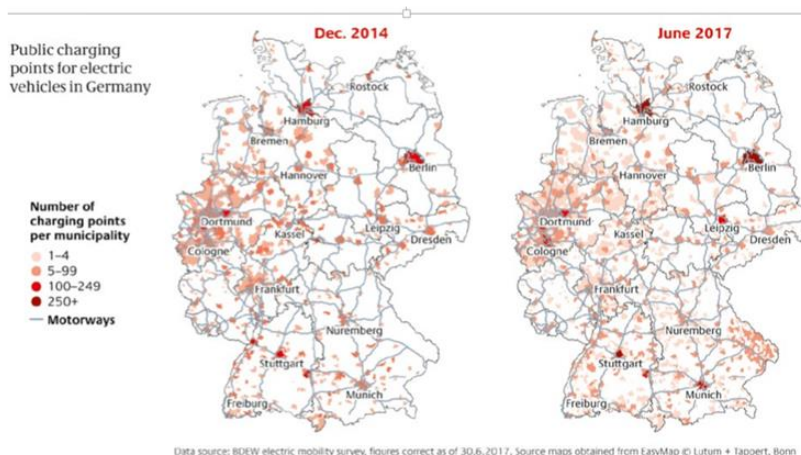 Public charging
points for electric
vehicles in Germany
Number of
charging points
per municipality
1–4
5–99
100–249
250+
Motorways
Dec. 2014
Rostock
Hamburg
Bremen
Berlin
Hannover
Dortmund
Kassel
Leipzig
Dresden
Cologne
Frankfurt
Nuremberg
Stuttgart
Munich
Freiburg
June 2017
Rostock
Hamburg
Bremen
Berlin
Hannover
Dortmund
Kassel
Leipzig
Dresden
Cologne
Frankfurt
Nuremberg
Stuttgart
Munich
Freiburg
Data source: BDEW electric mobility survey, figures correct as of 30.6.2017. Source maps obtained from EasyMap © Lutum + Tappert, Bonn